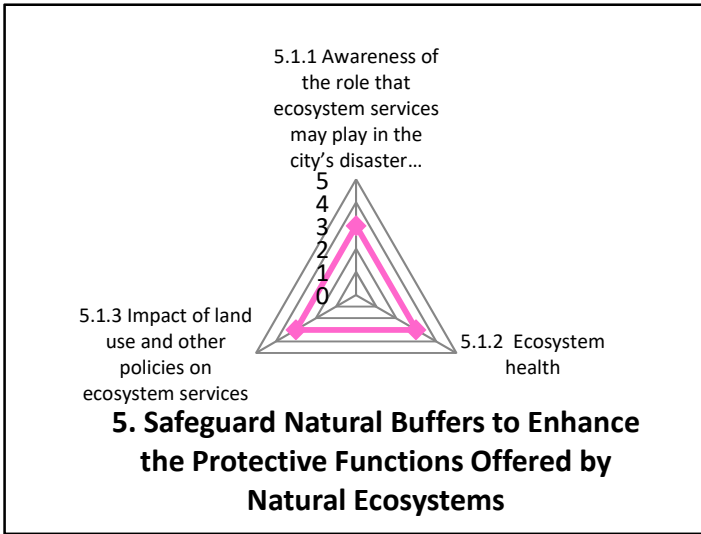 5.1.1 Awareness of
the role that
ecosystem services
may play in the
city’s disaster…
5
4
3
2
1
0
5.1.3 Impact of land
use and other
policies on
ecosystem services
5.1.2  Ecosystem
health
5. Safeguard Natural Buffers to Enhance
the Protective Functions Offered by
Natural Ecosystems